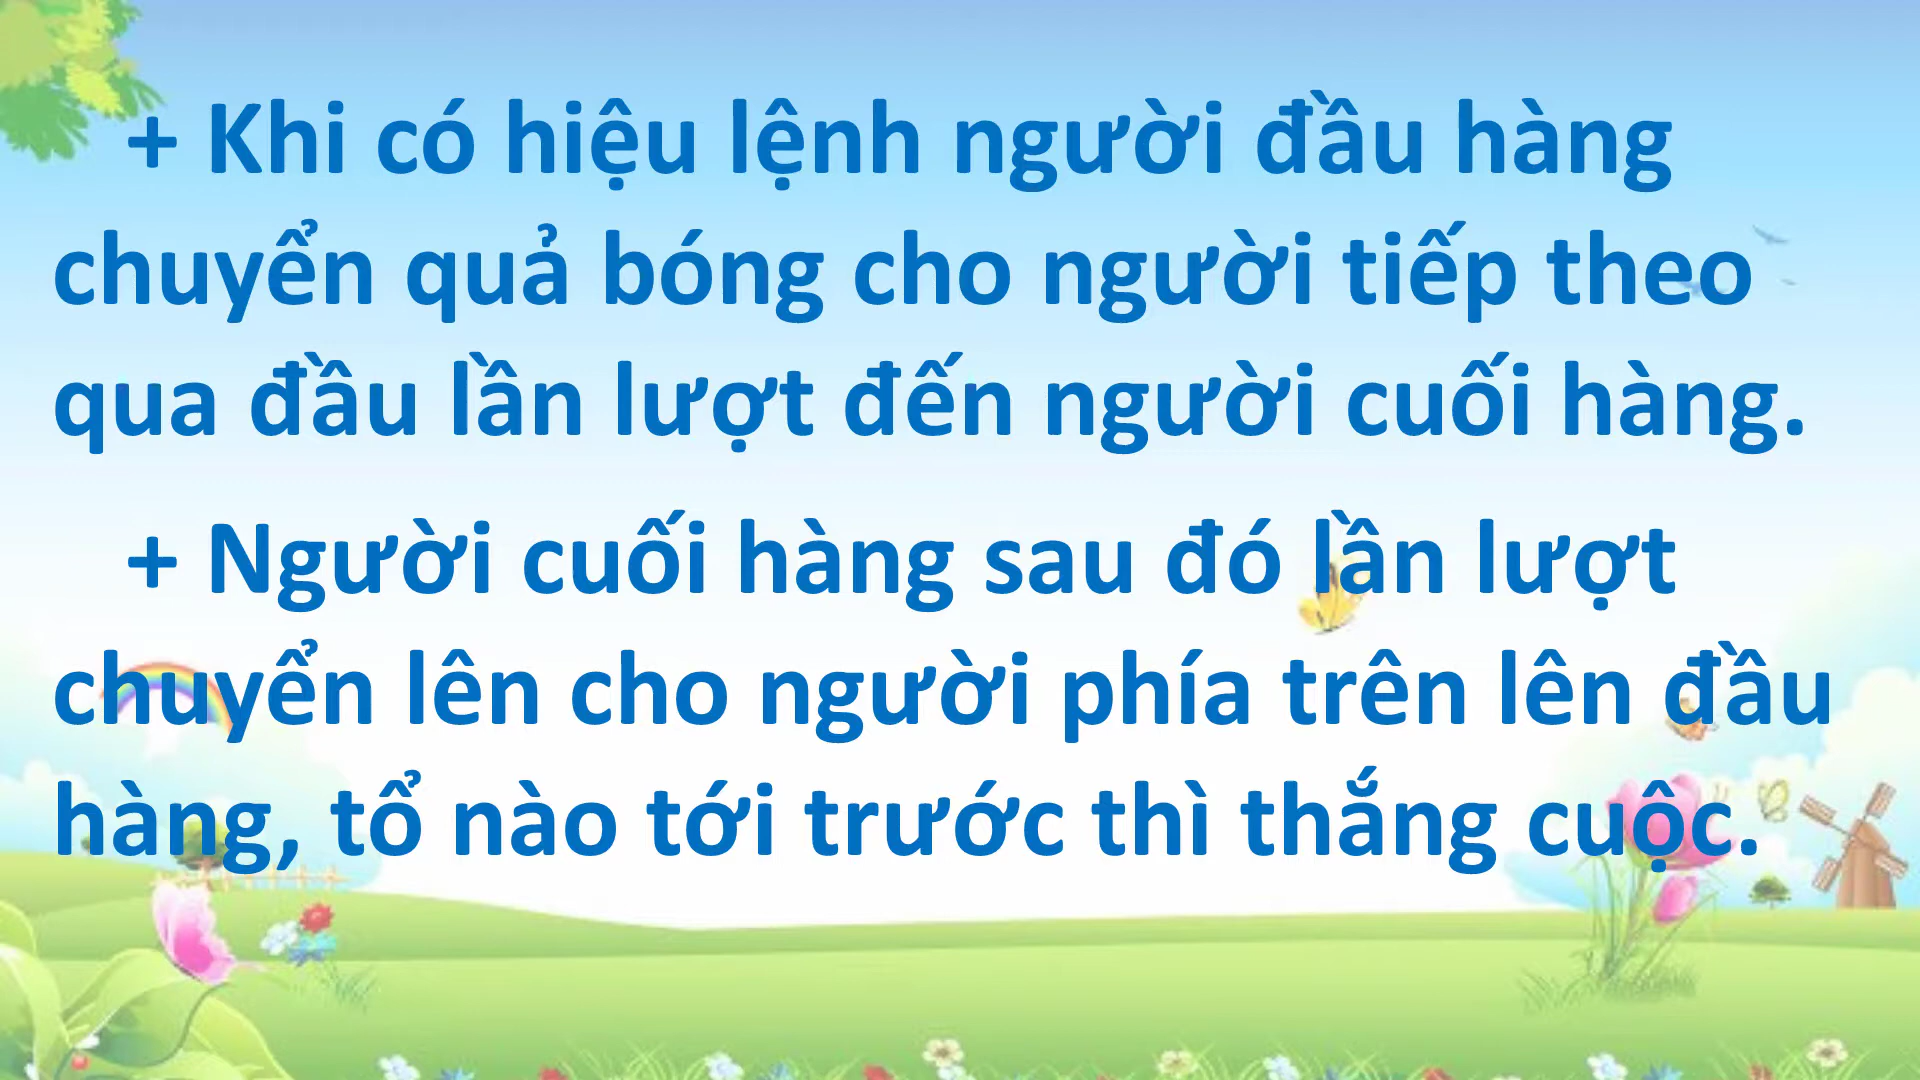 + Khi có hiệu lệnh người đầu hàng
chuyển quả bóng cho người tiếp theo
qua đầu lần lượt đến người cuối hàng.
+ Người cuối hàng sau đó lần lượt
chuyển lên cho người phía trên lên đầu
hàng, tổ nào tới trước thì thắng cuộc.